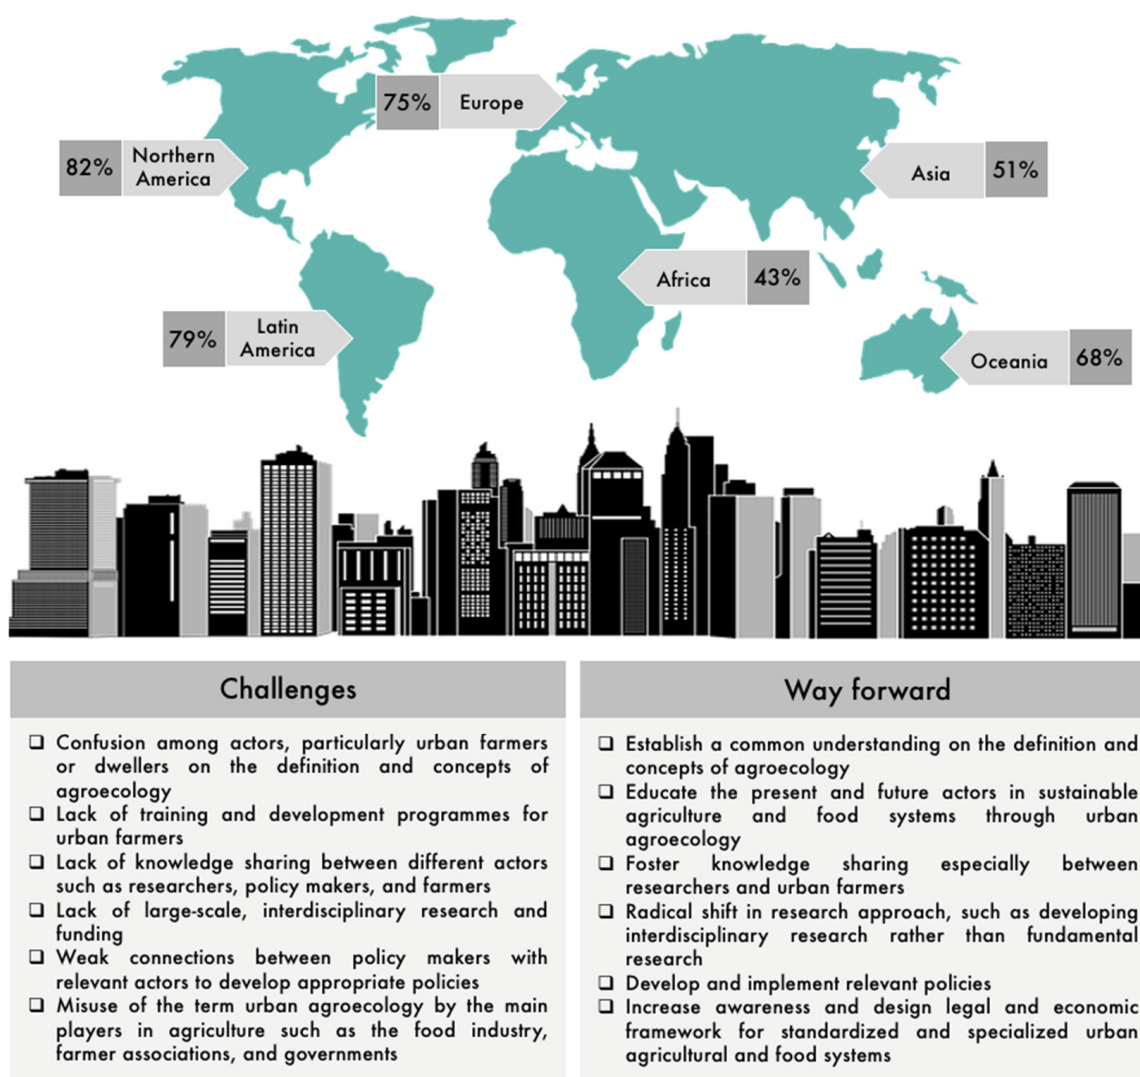 75% Europe
82% Northern
America
Asia 51%
Africa 43%
79% Latin
America
Oceania 68%
Challenges
❑ Confusion among actors, particularly urban farmers
or dwellers on the definition and concepts of
agroecology
❑ Lack of training and development programmes for
urban farmers
❑ Lack of knowledge sharing between different actors
such as researchers, policy makers, and farmers
❑ Lack of large-scale, interdisciplinary research and
funding
❑ Weak connections between policy makers with
relevant actors to develop appropriate policies
❑ Misuse of the term urban agroecology by the main
players in agriculture such as the food industry,
farmer associations, and governments
Way forward
❑ Establish a common understanding on the definition and
concepts of agroecology
❑ Educate the present and future actors in sustainable
agriculture and food systems through urban
agroecology
❑ Foster knowledge sharing especially between
researchers and urban farmers
❑ Radical shift in research approach, such as developing
interdisciplinary research rather than fundamental
research
❑ Develop and implement relevant policies
❑ Increase awareness and design legal and economic
framework for standardized and specialized urban
agricultural and food systems